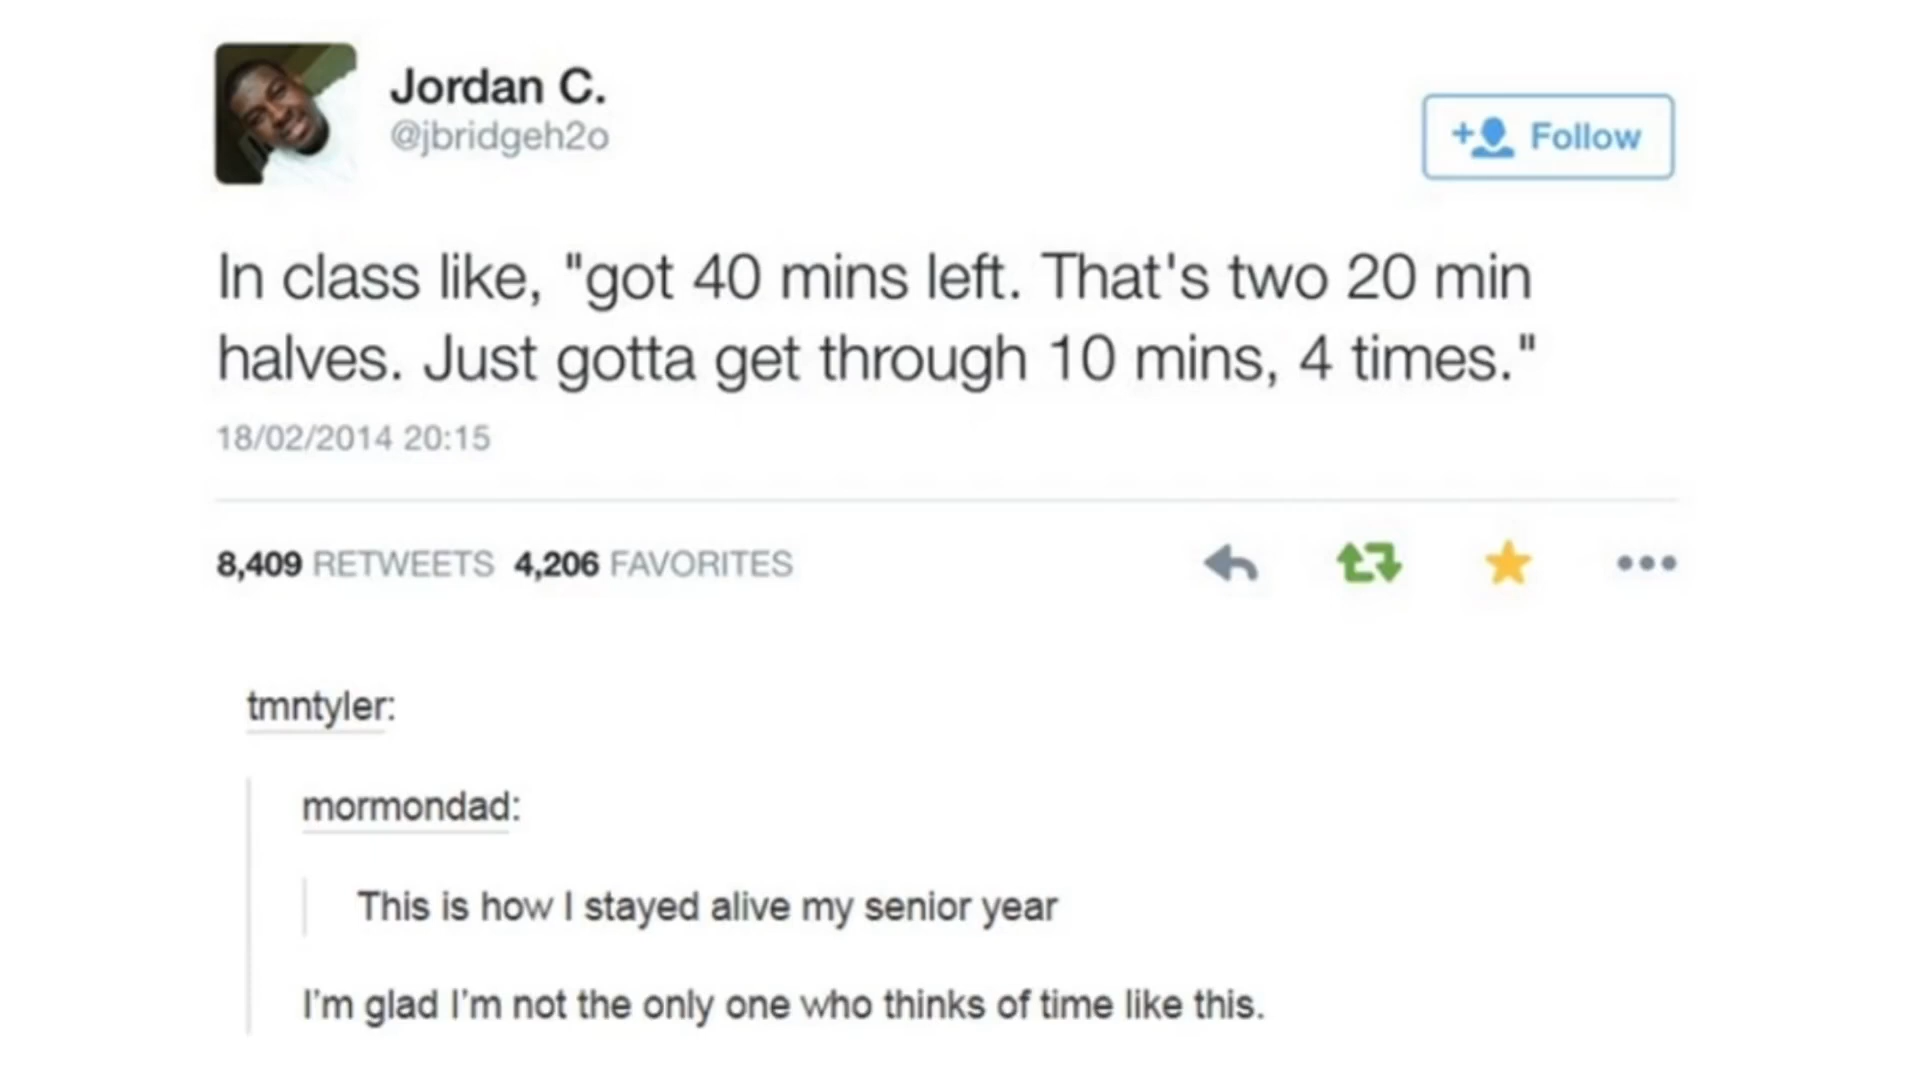 Jordan C.
@jbridgeh2o
Follow
In class like, "got 40 mins left. That's two 20 min
halves. Just gotta get through 10 mins, 4 times."
18/02/2014 20:15
8,409 RETWEETS 4,206 FAVORITES
tmntyler:
mormondad:
This is how I stayed alive my senior year
I'm glad I'm not the only one who thinks of time like this.